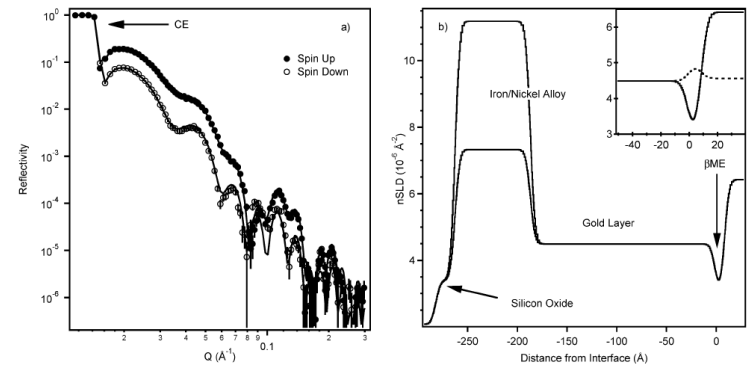 a)
CE
Spin Up
Spin Down
10^0
10^-1
10^-2
10^-3
10^-4
10^-5
10^-6
Reflectivity
2 3 4 5 6 7 8 9 0.1 2 3
Q (Å^-1)
b)
Iron/Nickel Alloy
Gold Layer
Silicon Oxide
βME
10
8
6
4
nSLD (10^-6 Å^-2)
-250 -200 -150 -100 -50 0
Distance from Interface (Å)
6
5
4
3
-40 -20 0 20